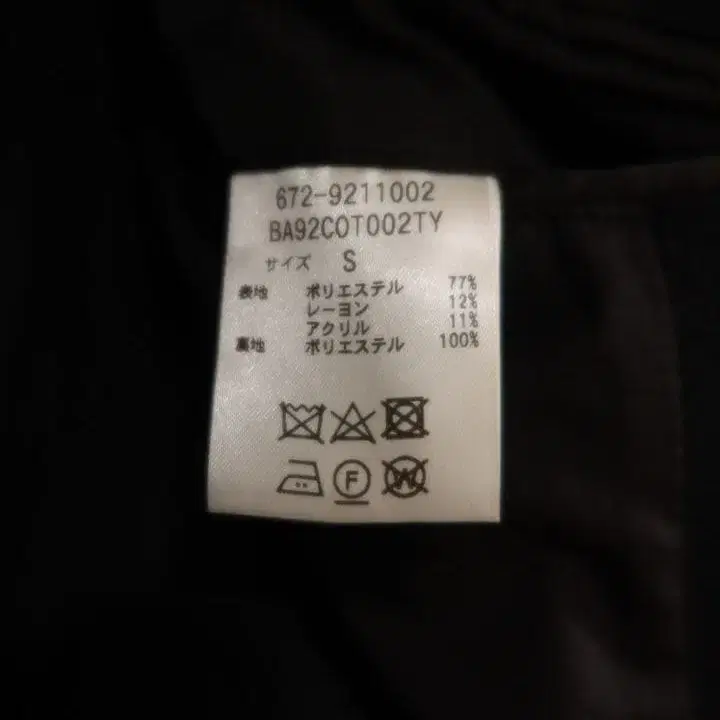 672-9211002
BA92COT002TY
サイズ S
表地 ポリエステル 77%
レーヨン 12%
アクリル 11%
裏地 ポリエステル 100%
F
W